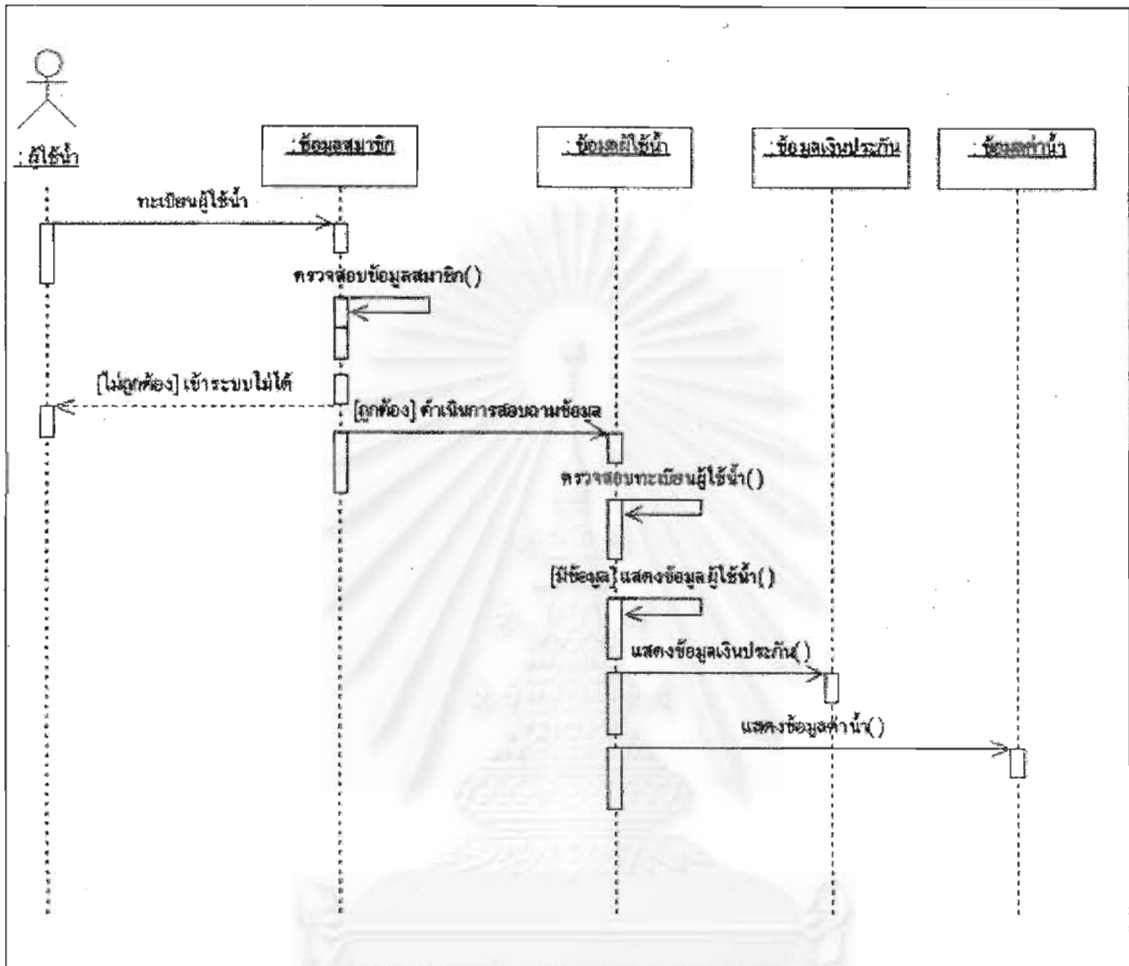 : ผู้ใช้น้ำ
: ข้อมูลสมาชิก
: ข้อมูลผู้ใช้น้ำ
: ข้อมูลเงินประกัน
: ข้อมูลค่าน้ำ
ทะเบียนผู้ใช้น้ำ
ตรวจสอบข้อมูลสมาชิก()
[ไม่ถูกต้อง] เข้าระบบไม่ได้
[ถูกต้อง] ดำเนินการสอบถามข้อมูล
ตรวจสอบทะเบียนผู้ใช้น้ำ()
[มีข้อมูล] แสดงข้อมูลผู้ใช้น้ำ()
แสดงข้อมูลเงินประกัน()
แสดงข้อมูลค่าน้ำ()